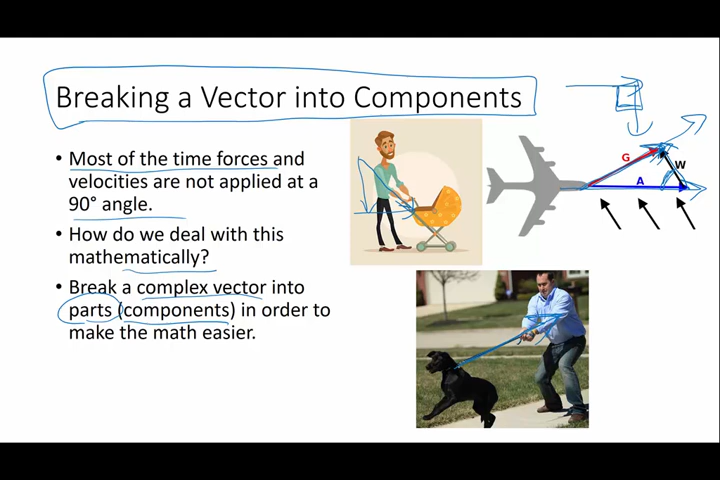 Breaking a Vector into Components
• Most of the time forces and
velocities are not applied at a
90° angle.
• How do we deal with this
mathematically?
• Break a complex vector into
parts (components) in order to
make the math easier.
G
W
A